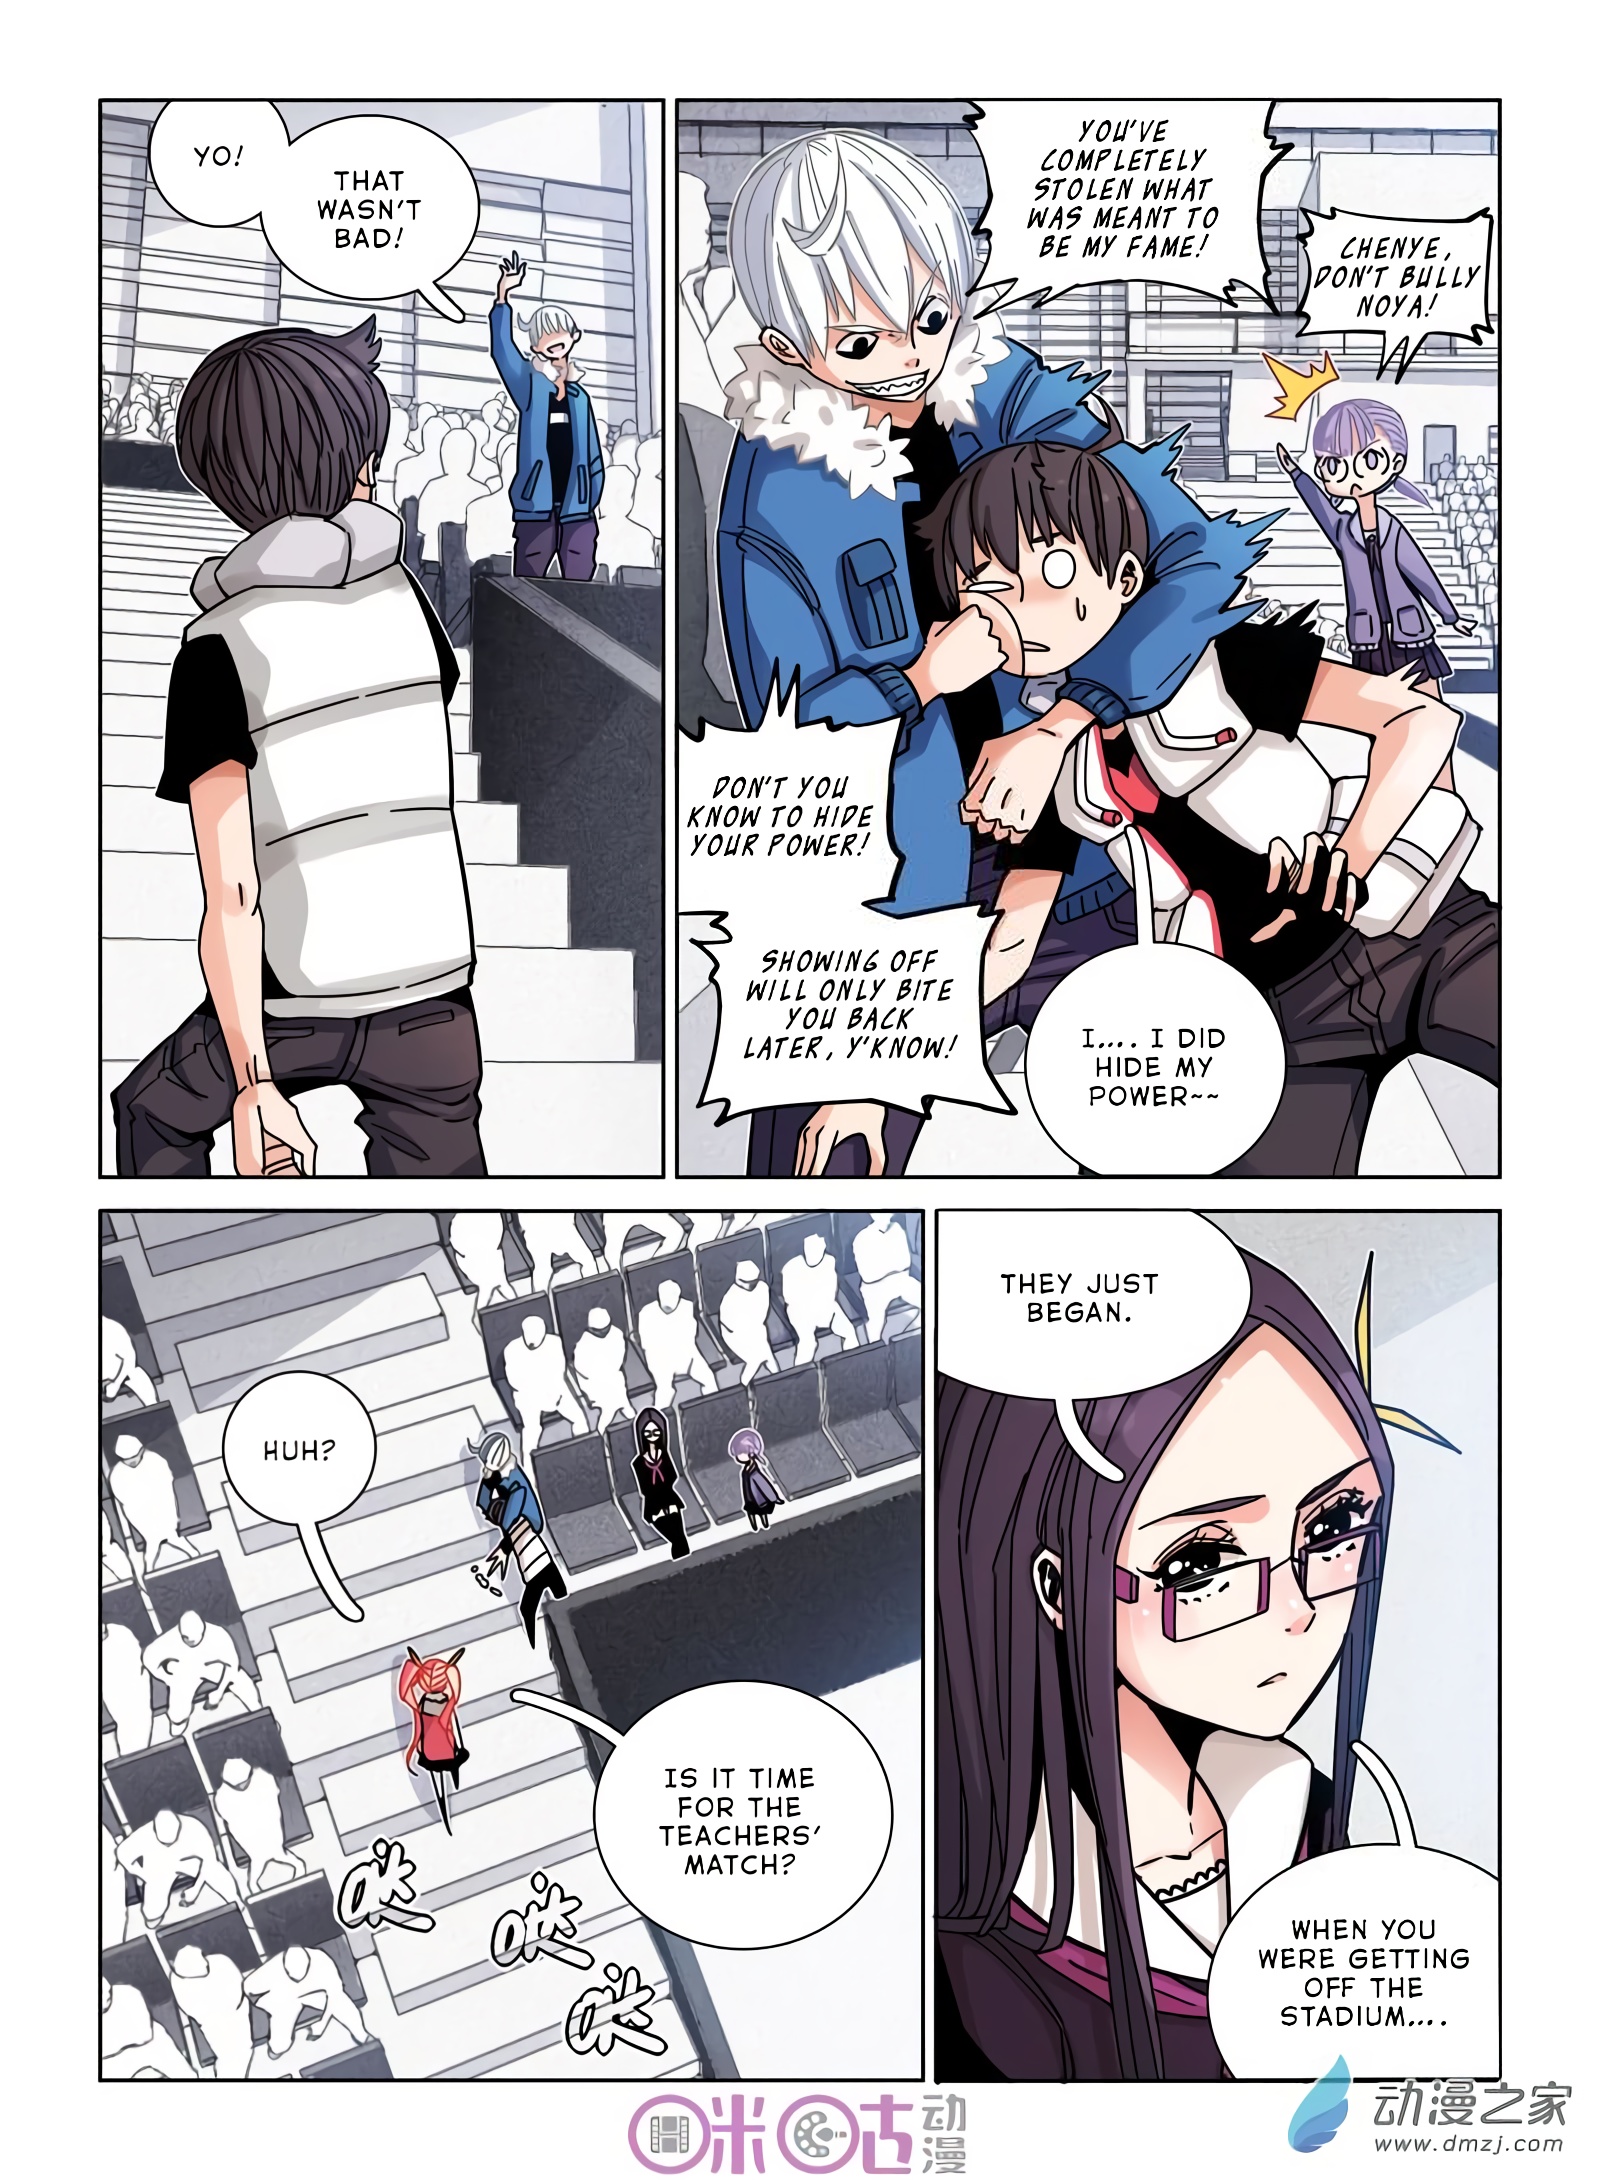 YO!
THAT
WASN'T
BAD!
YOU'VE
COMPLETELY
STOLEN WHAT
WAS MEANT TO
BE MY FAME!
CHENYE,
DON'T BULLY
NOYA!
DON'T YOU
KNOW TO HIDE
YOUR POWER!
SHOWING OFF
WILL ONLY BITE
YOU BACK
LATER, Y'KNOW!
I.... I DID
HIDE MY
POWER~~
HUH?
IS IT TIME
FOR THE
TEACHERS'
MATCH?
THEY JUST
BEGAN.
WHEN YOU
WERE GETTING
OFF THE
STADIUM....
咪咕动漫
动漫之家
www.dmzj.com